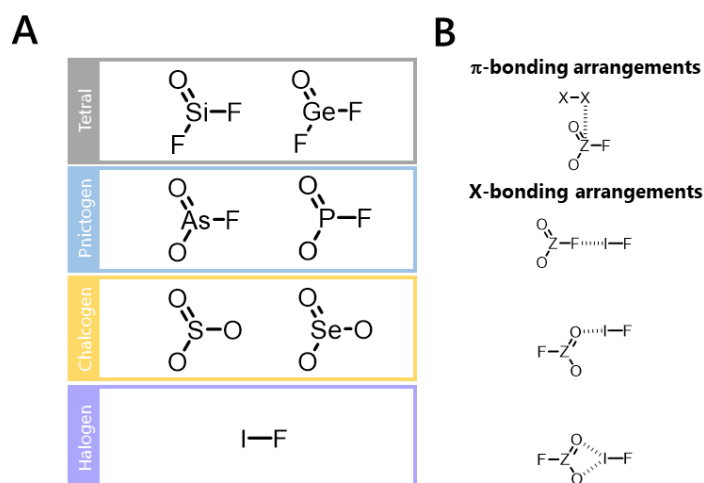 A
B
Tetral
O
Si
F
F
O
Ge
F
F
Pnictogen
O
As
F
O
O
P
F
O
Chalcogen
O
S
O
O
O
Se
O
O
Halogen
I
F
π-bonding arrangements
X
X
O
Z
F
O
X-bonding arrangements
O
Z
F
I
F
O
O
I
F
F
Z
O
O
F
Z
I
F
O